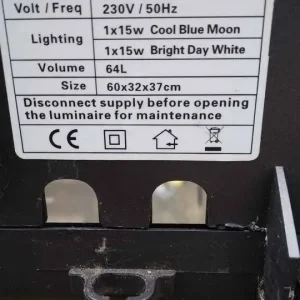 Volt / Freq 230V / 50Hz
Lighting 1x15w Cool Blue Moon
1x15w Bright Day White
Volume 64L
Size 60x32x37cm
Disconnect supply before opening
the luminaire for maintenance
CE